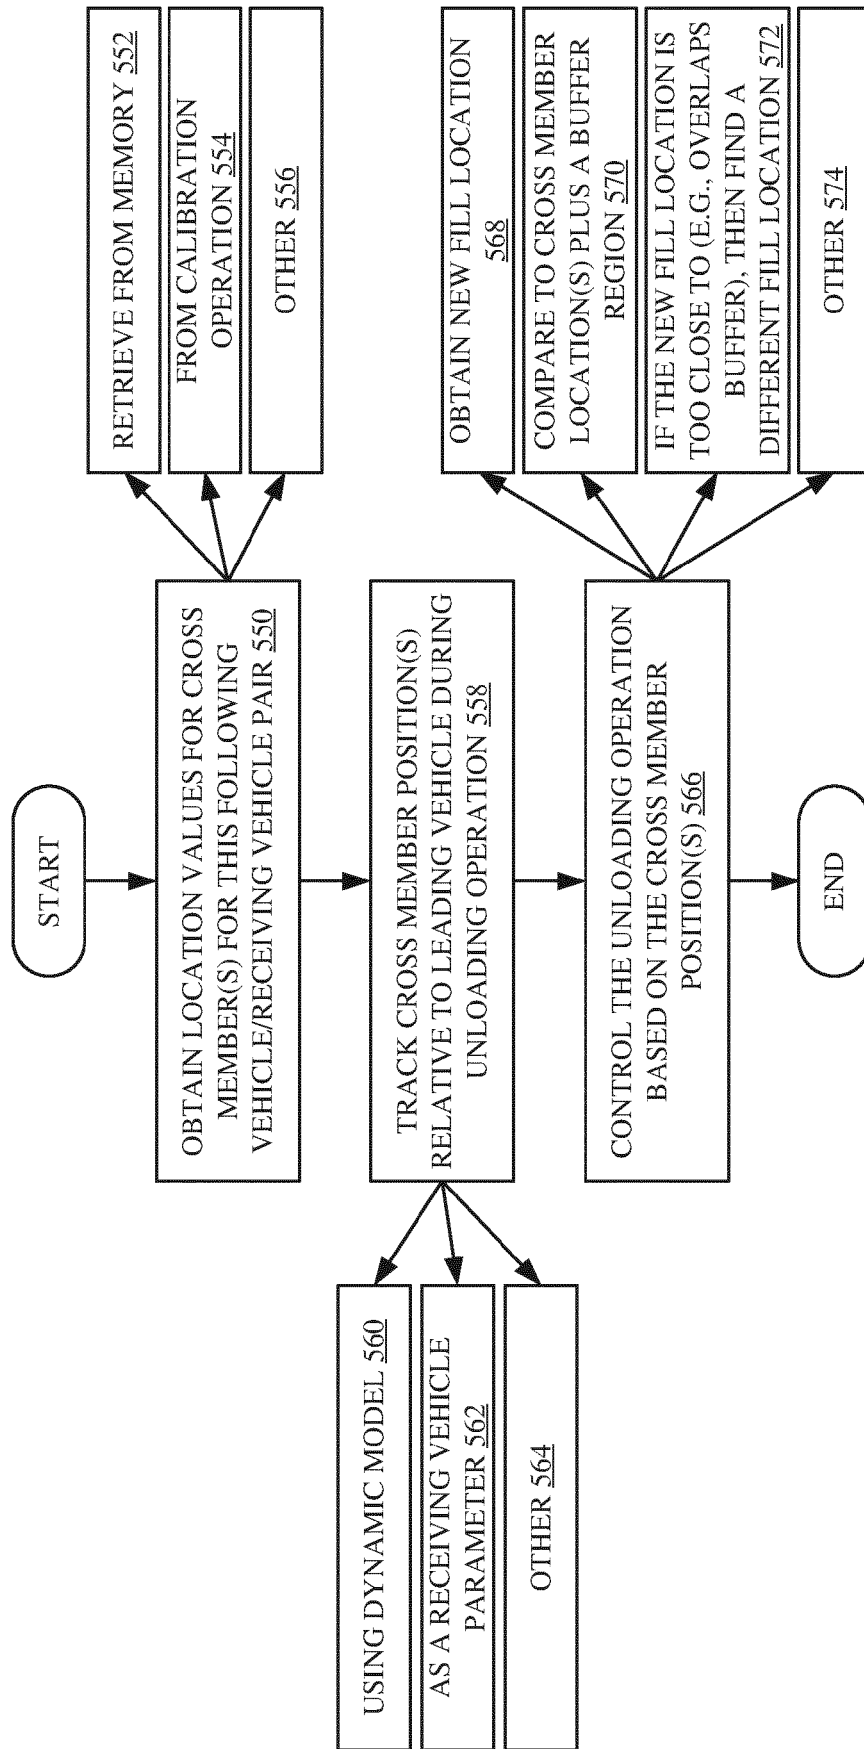 START
OBTAIN LOCATION VALUES FOR CROSS
MEMBER(S) FOR THIS FOLLOWING
VEHICLE/RECEIVING VEHICLE PAIR 550
RETRIEVE FROM MEMORY 552
FROM CALIBRATION
OPERATION 554
OTHER 556
TRACK CROSS MEMBER POSITION(S)
RELATIVE TO LEADING VEHICLE DURING
UNLOADING OPERATION 558
USING DYNAMIC MODEL 560
AS A RECEIVING VEHICLE
PARAMETER 562
OTHER 564
CONTROL THE UNLOADING OPERATION
BASED ON THE CROSS MEMBER
POSITION(S) 566
OBTAIN NEW FILL LOCATION
568
COMPARE TO CROSS MEMBER
LOCATION(S) PLUS A BUFFER
REGION 570
IF THE NEW FILL LOCATION IS
TOO CLOSE TO (E.G., OVERLAPS
BUFFER), THEN FIND A
DIFFERENT FILL LOCATION 572
OTHER 574
END